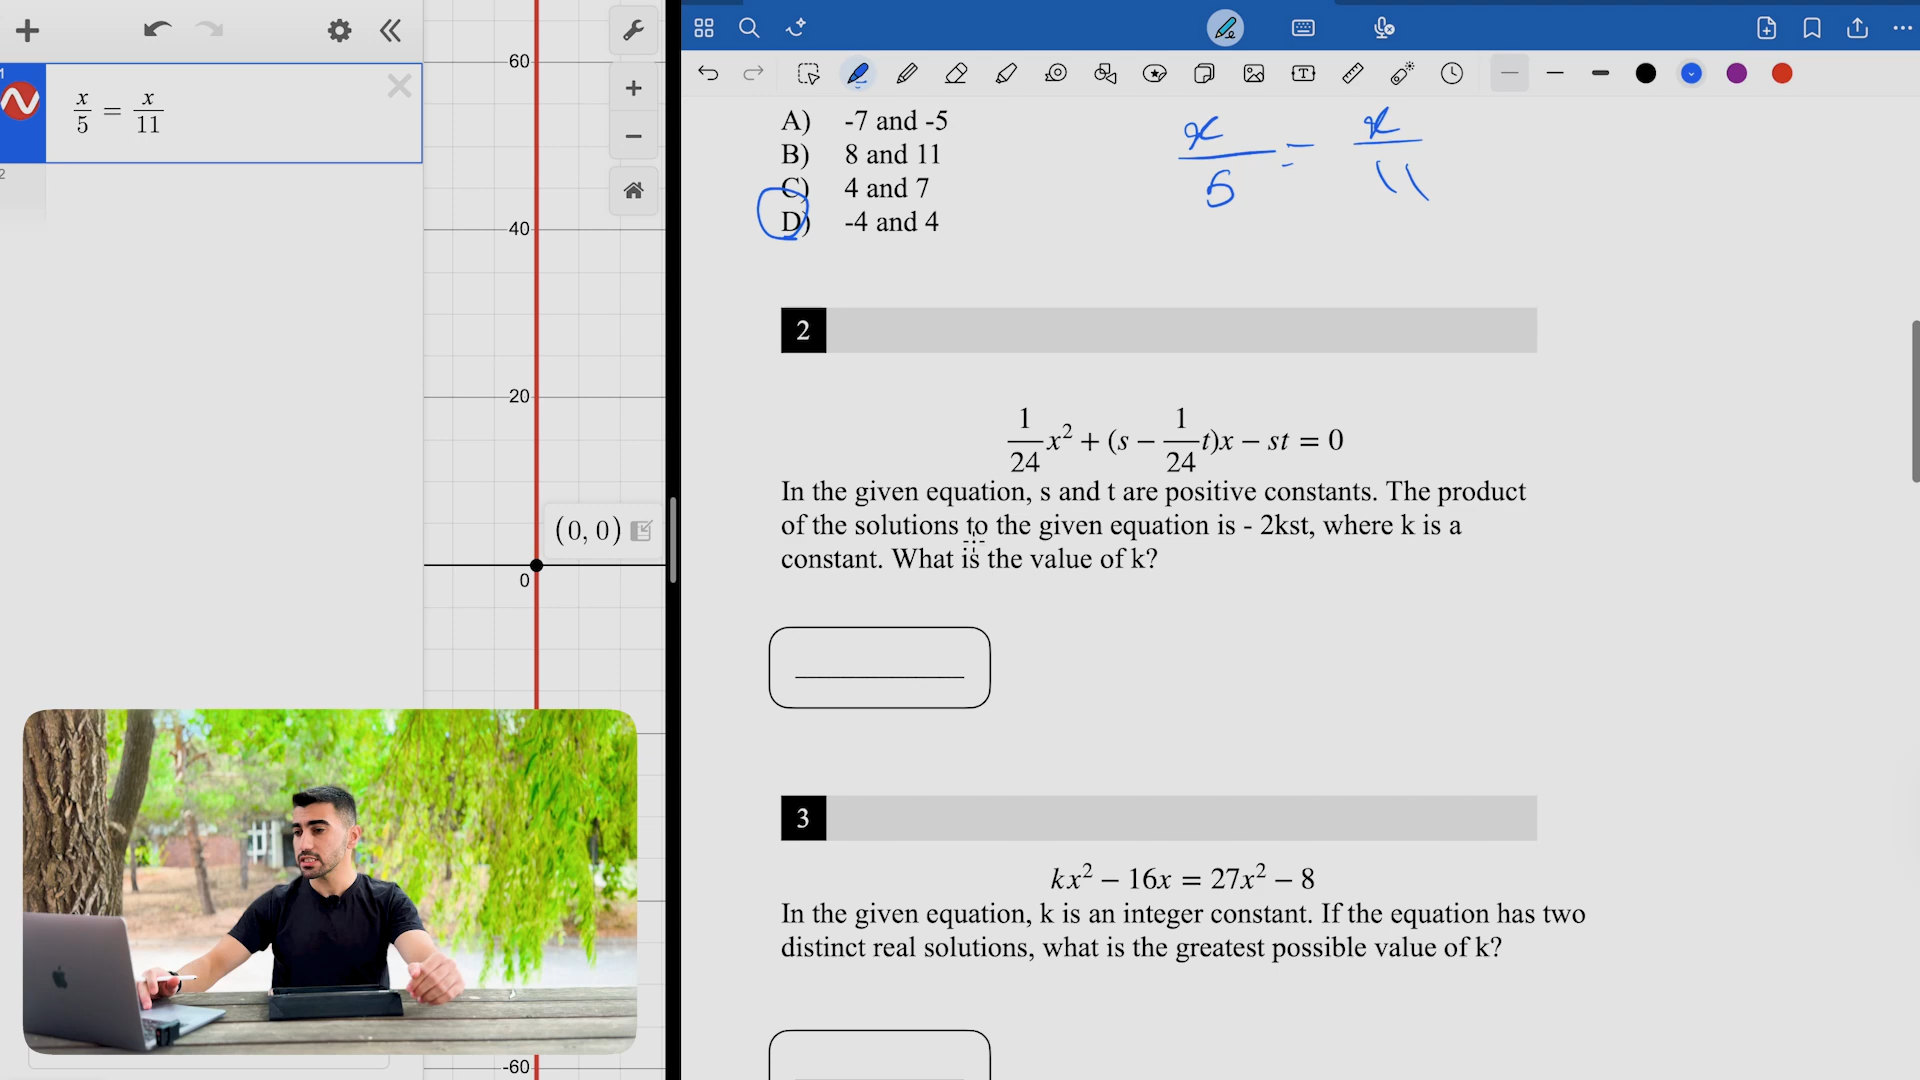 1
x/5 = x/11
2
60
40
20
0
(0, 0)
-60
A) -7 and -5
B) 8 and 11
C) 4 and 7
D) -4 and 4
x/5 = x/11
2
1/24 x² + (s − 1/24 t)x − st = 0
In the given equation, s and t are positive constants. The product
of the solutions to the given equation is - 2kst, where k is a
constant. What is the value of k?
3
kx² − 16x = 27x² − 8
In the given equation, k is an integer constant. If the equation has two
distinct real solutions, what is the greatest possible value of k?